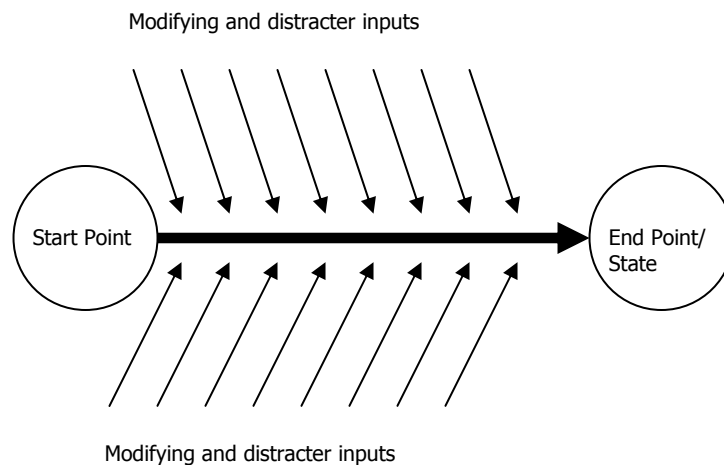 Modifying and distracter inputs
Start Point
End Point/
State
Modifying and distracter inputs